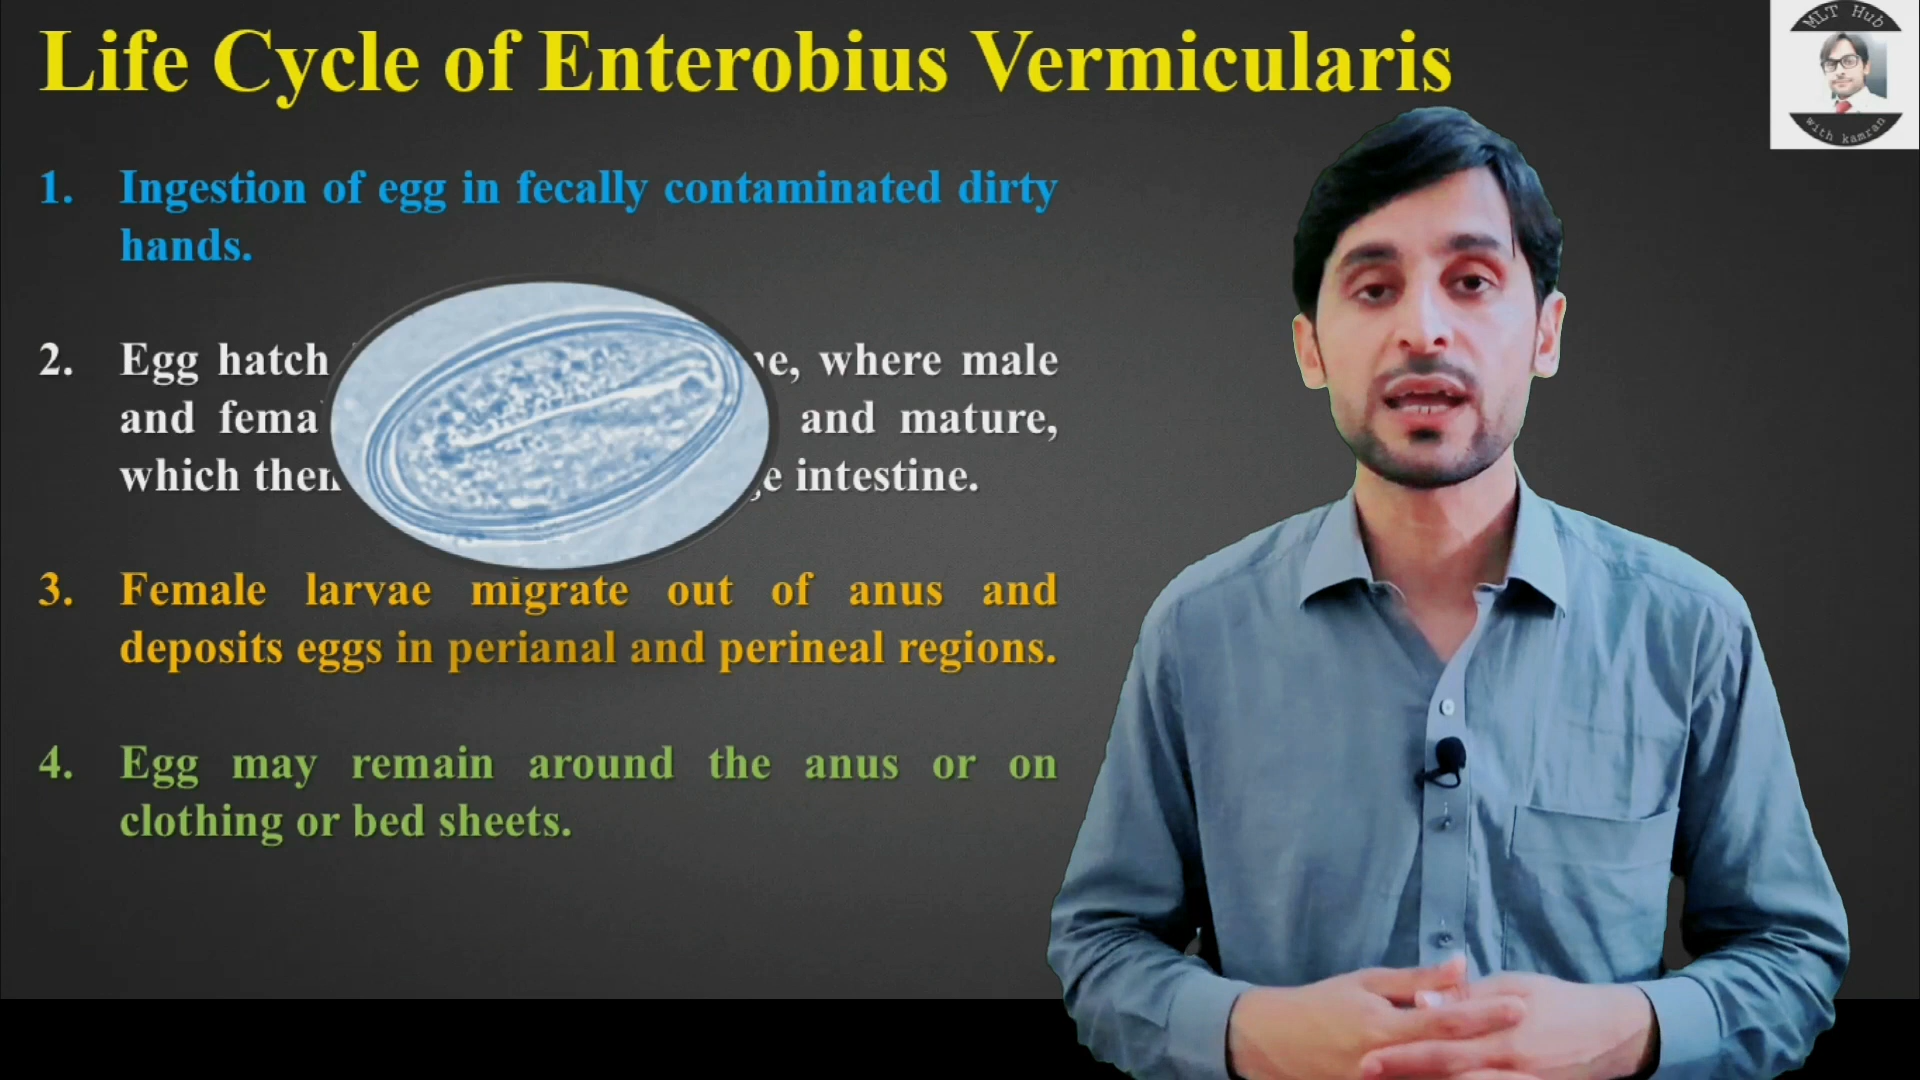 Life Cycle of Enterobius Vermicularis
MLT Hub
with kamran
1. Ingestion of egg in fecally contaminated dirty
hands.
2. Egg hatch where male
and and mature,
which intestine.
3. Female larvae migrate out of anus and
deposits eggs in perianal and perineal regions.
4. Egg may remain around the anus or on
clothing or bed sheets.